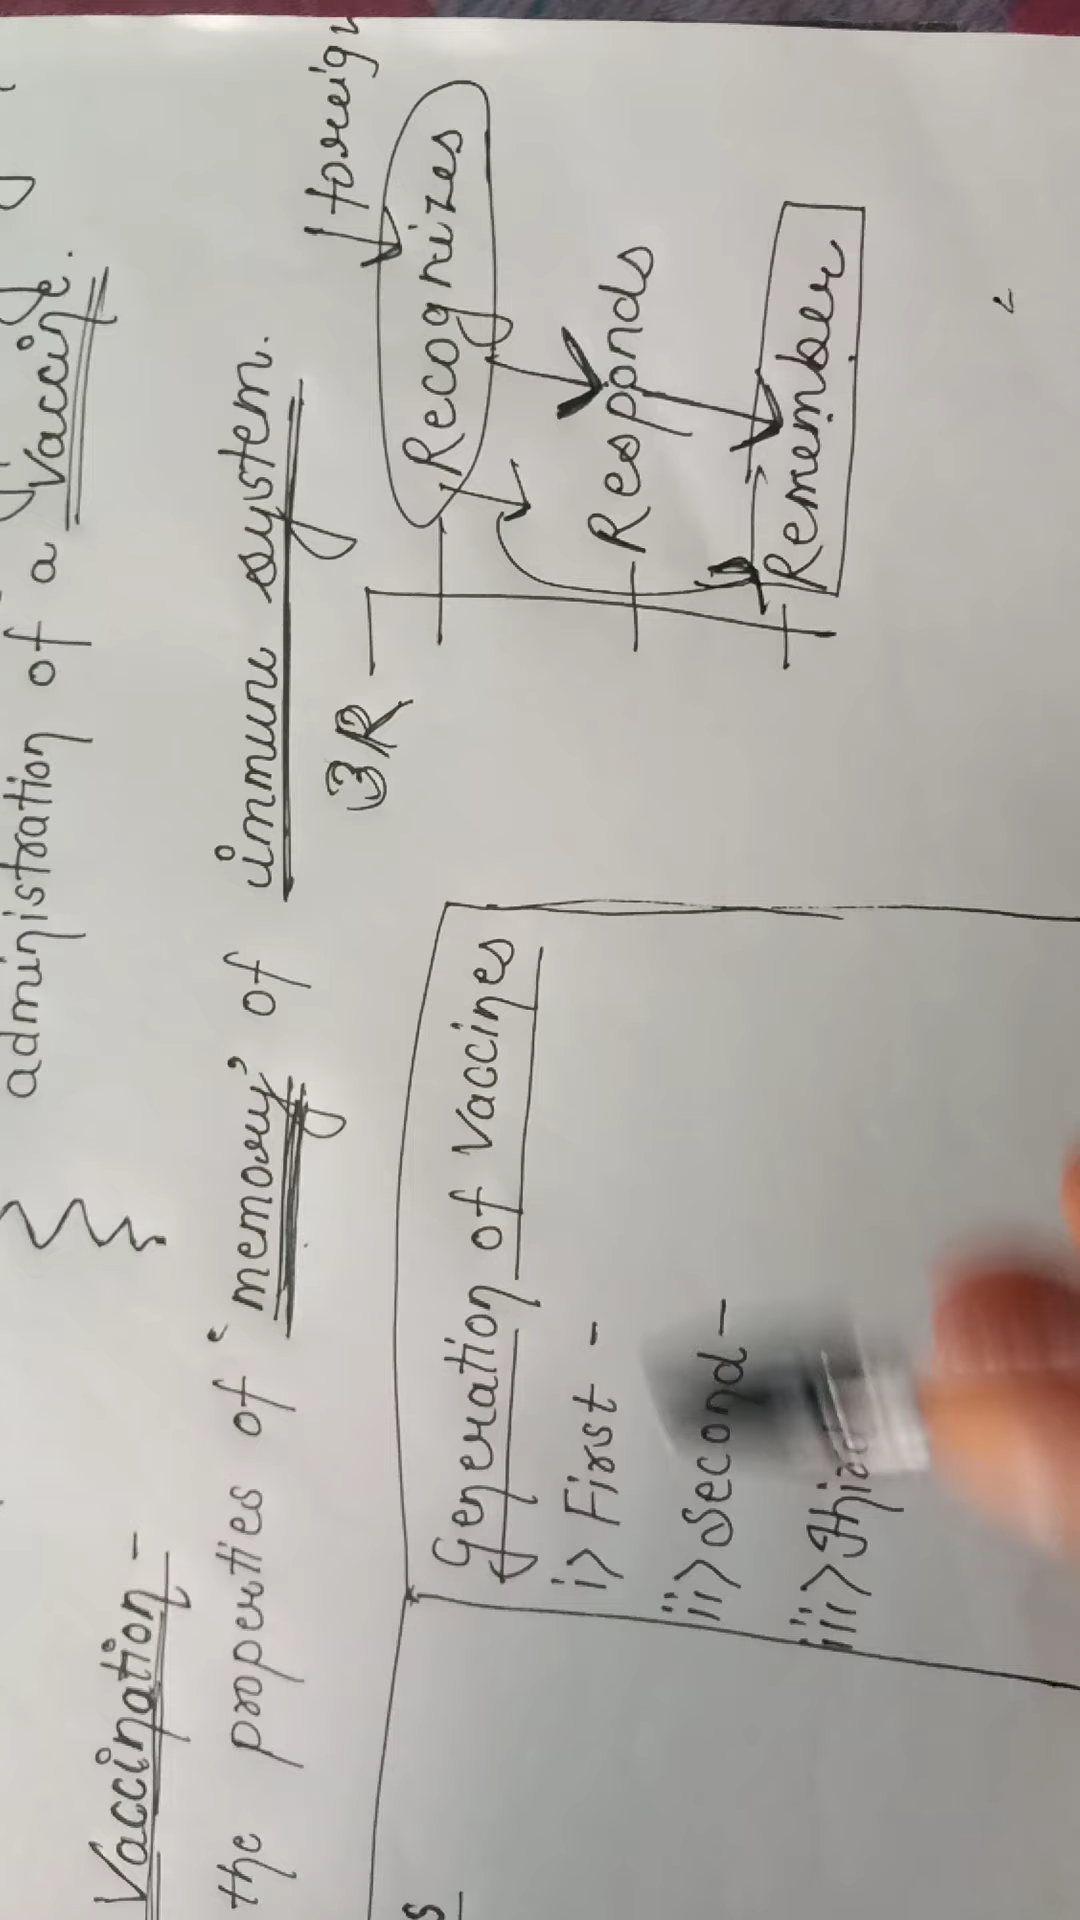 administration of a vaccine.
Vaccination -
the properties of 'memory' of immune system.
3R
foreign
Recognizes
Responds
Remember
Generation of Vaccines
i> First -
ii> Second -
iii>
s